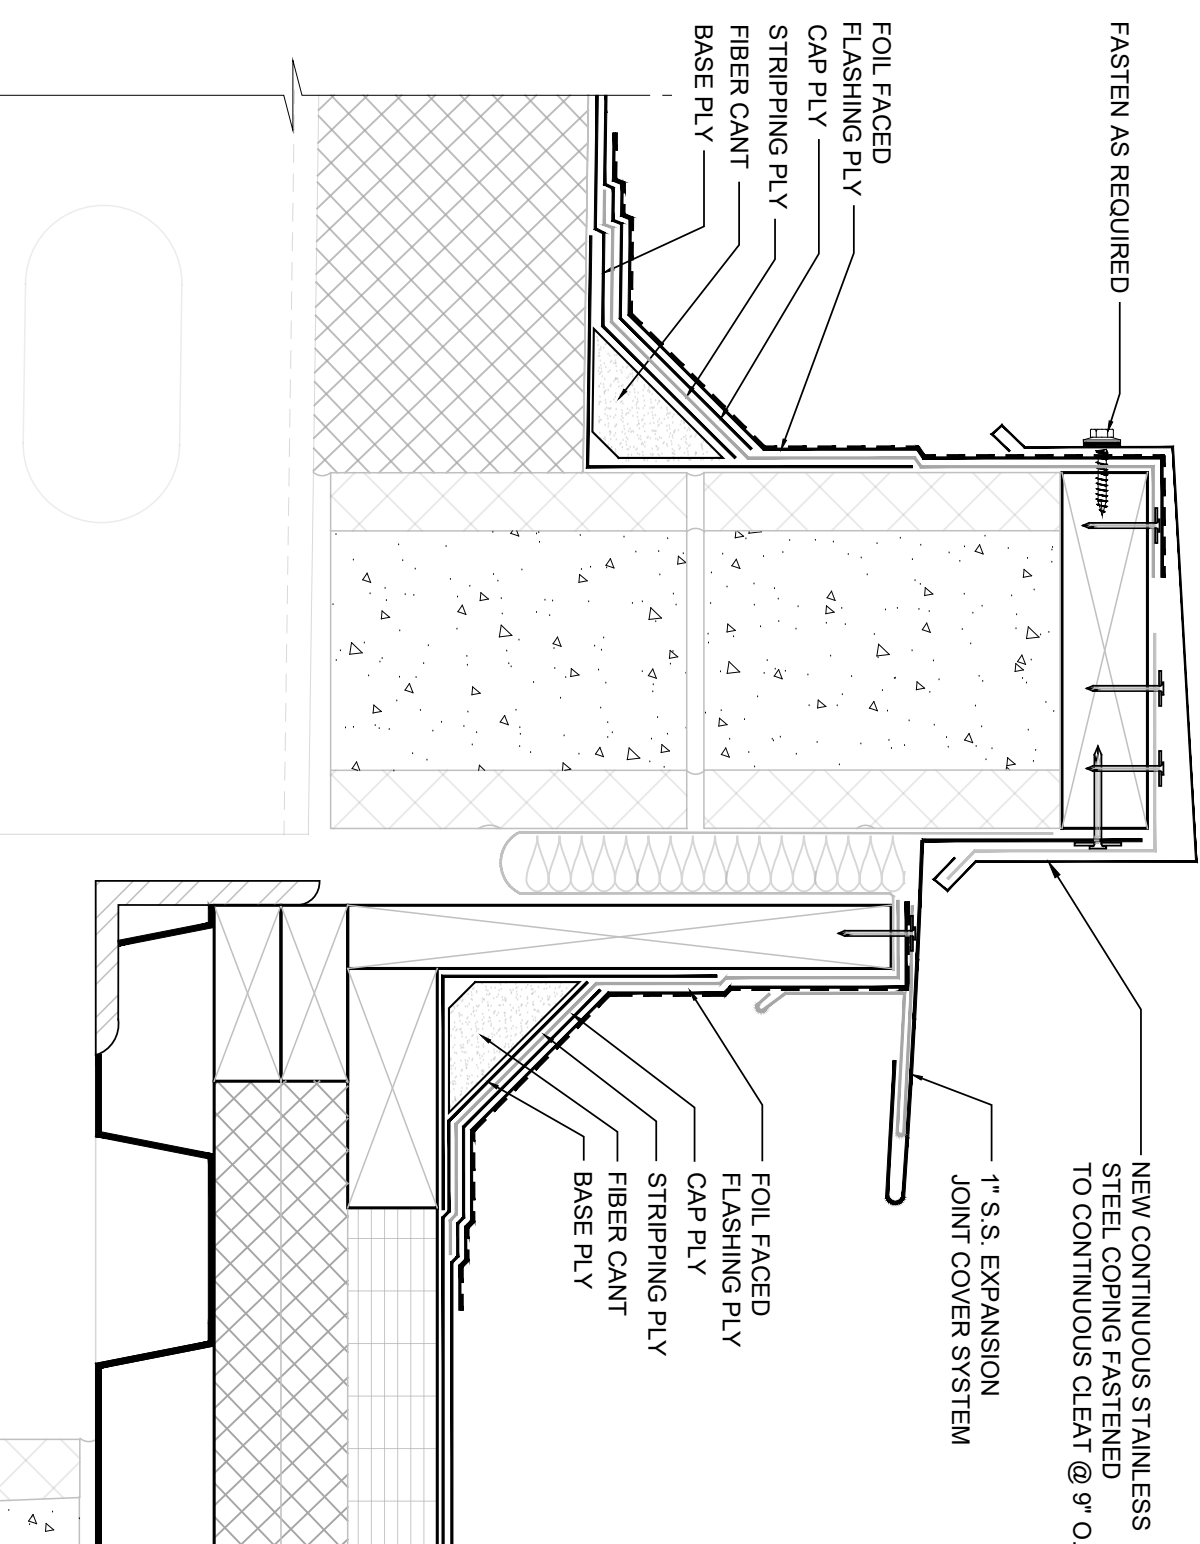 FASTEN AS REQUIRED
FOIL FACED
FLASHING PLY
CAP PLY
STRIPPING PLY
FIBER CANT
BASE PLY
NEW CONTINUOUS STAINLESS
STEEL COPING FASTENED
TO CONTINUOUS CLEAT @ 9" O.
1" S.S. EXPANSION
JOINT COVER SYSTEM
FOIL FACED
FLASHING PLY
CAP PLY
STRIPPING PLY
FIBER CANT
BASE PLY